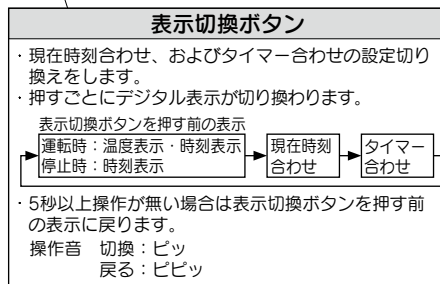 表示切換ボタン
・現在時刻合わせ、およびタイマー合わせの設定切り
換えをします。
・押すごとにデジタル表示が切り換わります。
表示切換ボタンを押す前の表示
運転時：温度表示・時刻表示
停止時：時刻表示
現在時刻
合わせ
タイマー
合わせ
・5秒以上操作が無い場合は表示切換ボタンを押す前
の表示に戻ります。
操作音 切換：ピッ
戻る：ピピッ